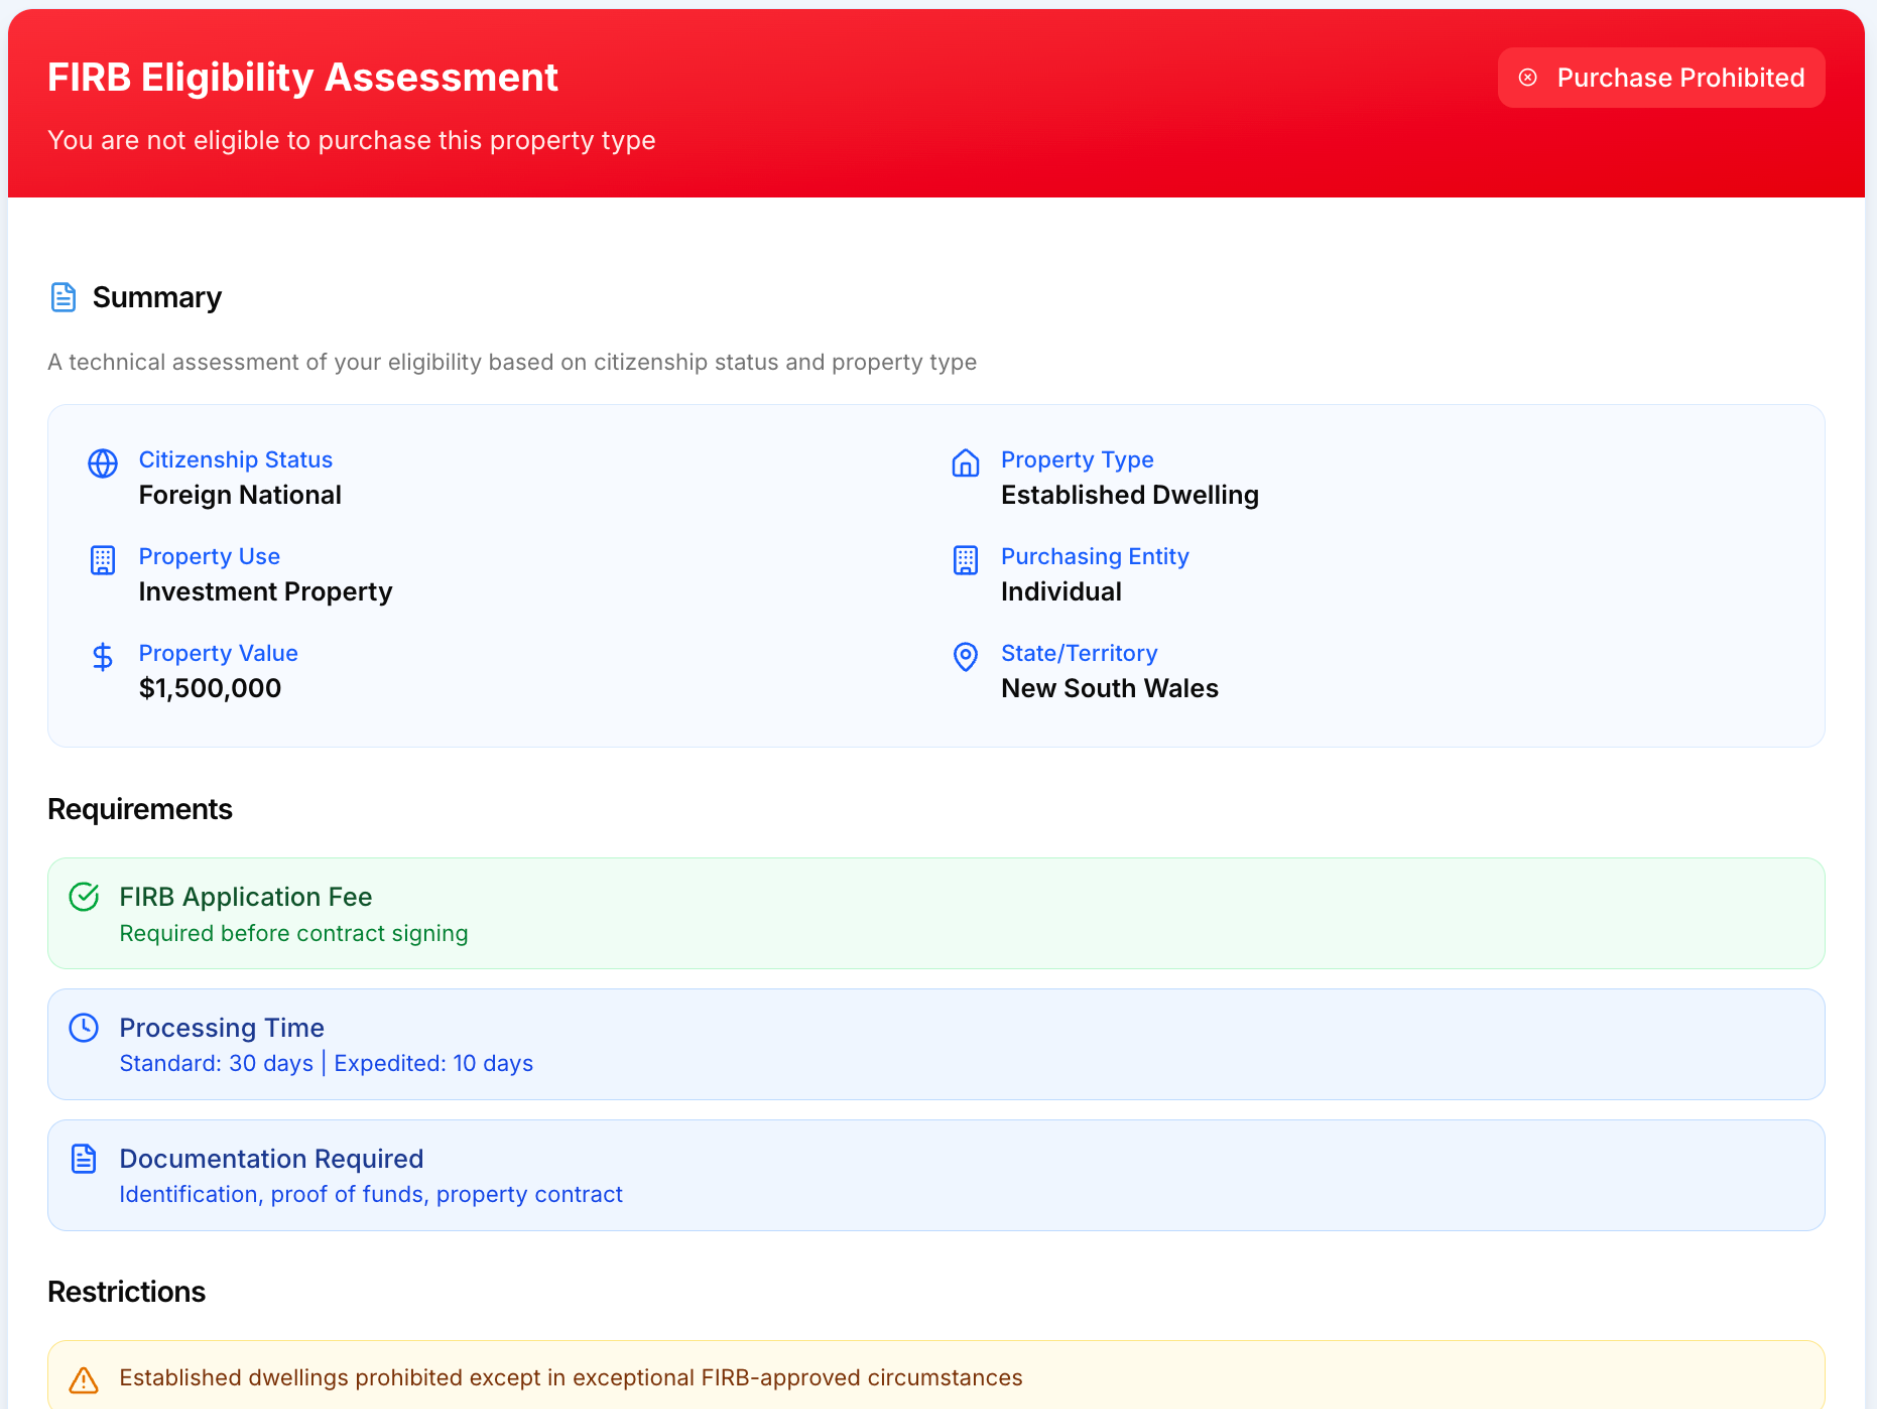 FIRB Eligibility Assessment
Purchase Prohibited
You are not eligible to purchase this property type
Summary
A technical assessment of your eligibility based on citizenship status and property type
Citizenship Status
Foreign National
Property Type
Established Dwelling
Property Use
Investment Property
Purchasing Entity
Individual
Property Value
$1,500,000
State/Territory
New South Wales
Requirements
FIRB Application Fee
Required before contract signing
Processing Time
Standard: 30 days | Expedited: 10 days
Documentation Required
Identification, proof of funds, property contract
Restrictions
Established dwellings prohibited except in exceptional FIRB-approved circumstances